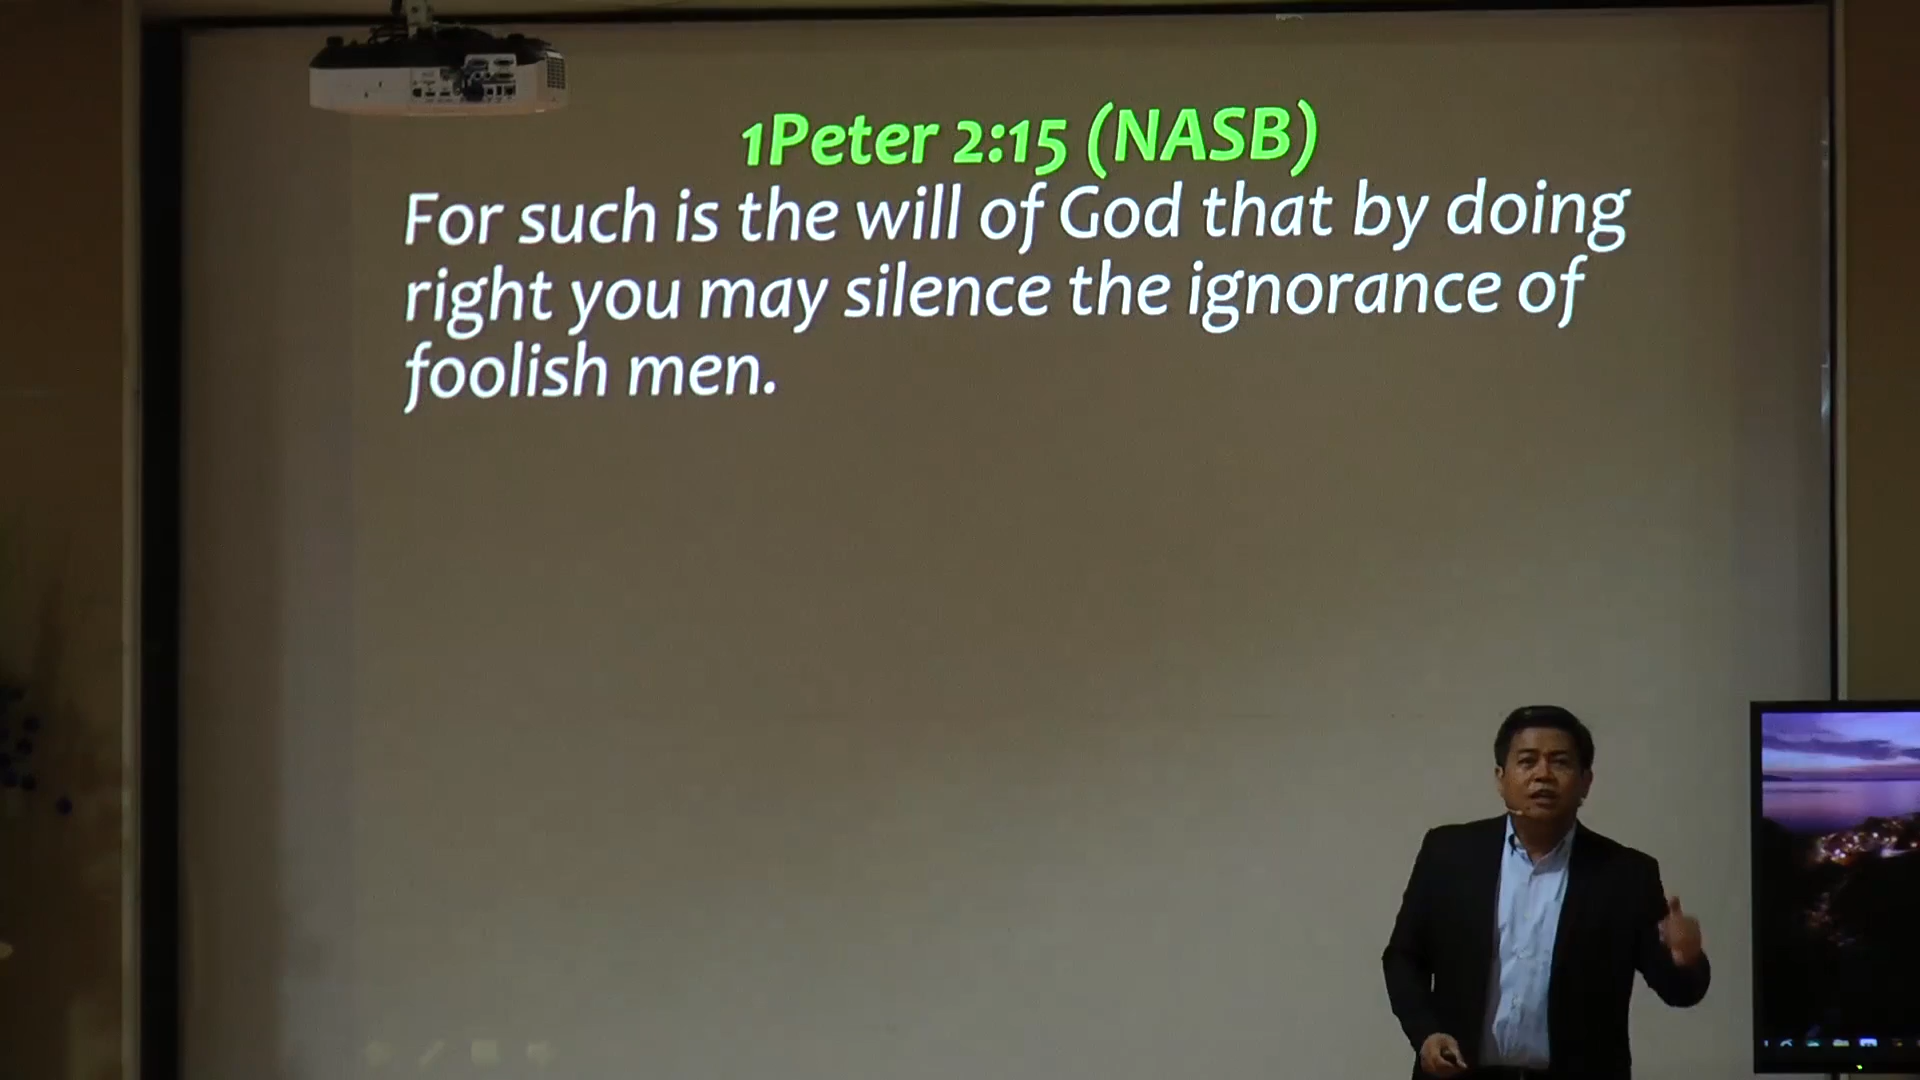 1Peter 2:15 (NASB)
For such is the will of God that by doing
right you may silence the ignorance of
foolish men.